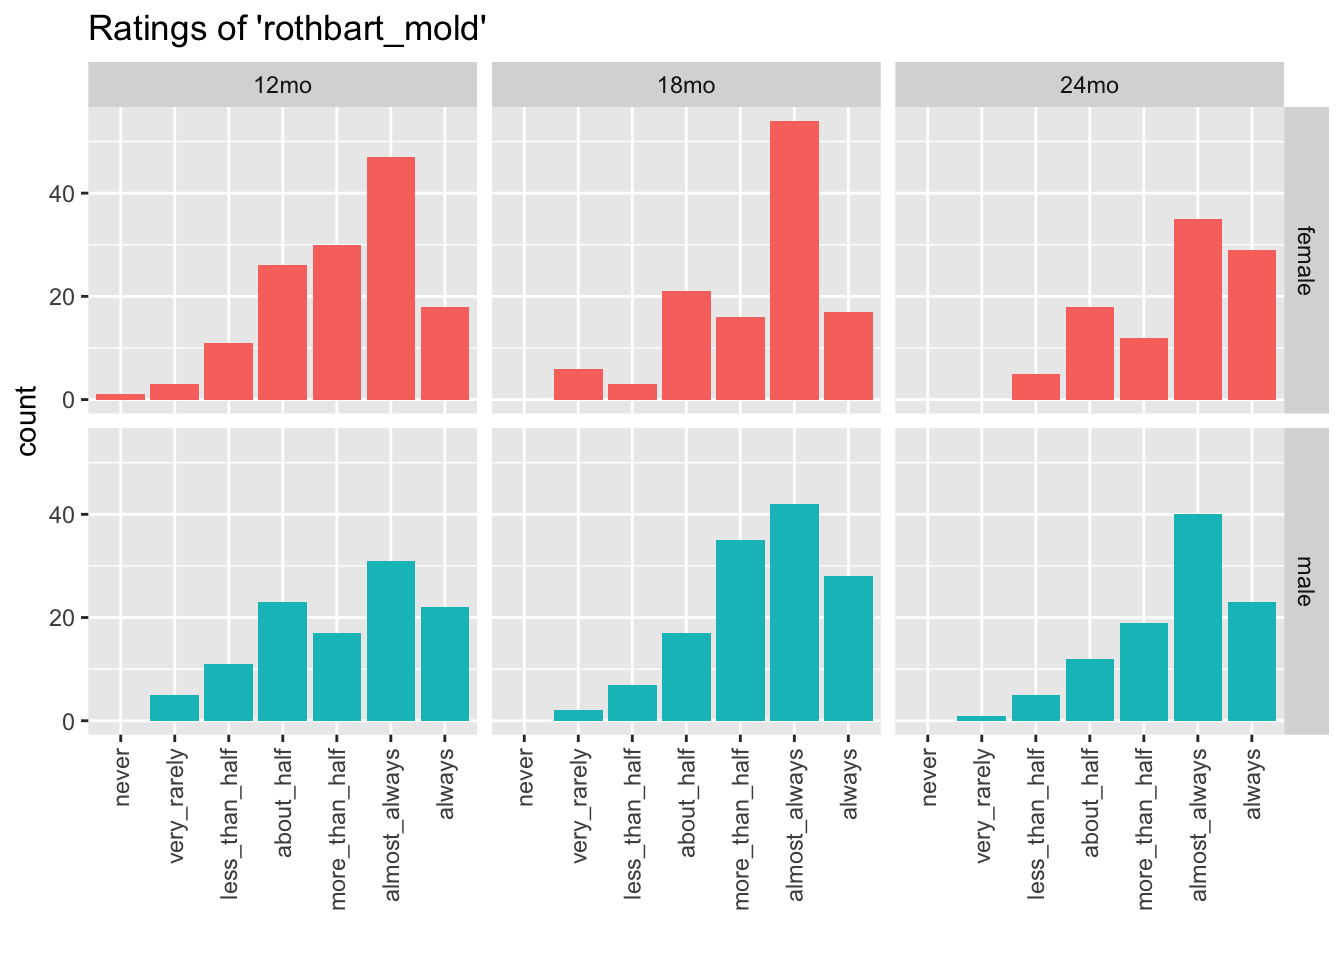 Ratings of 'rothbart_mold'
12mo 18mo 24mo
count
40
20
0
female
40
20
0
male
never very_rarely less_than_half about_half more_than_half almost_always always
never very_rarely less_than_half about_half more_than_half almost_always always
never very_rarely less_than_half about_half more_than_half almost_always always